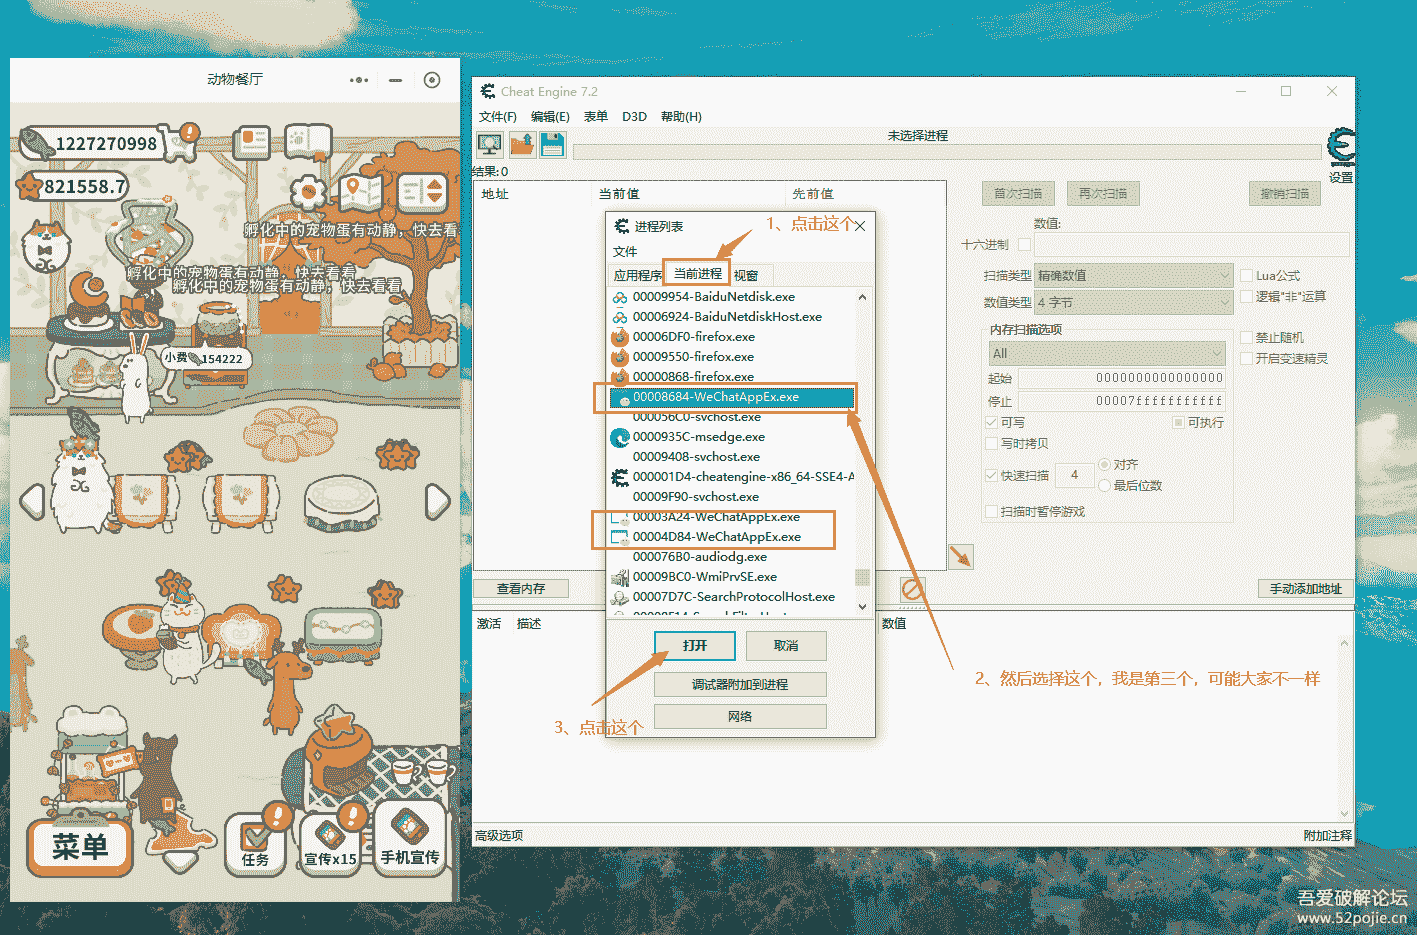 动物餐厅
1227270998
821558.7
孵化中的宠物蛋有动静，快去看
孵化中的宠物蛋有动静，快去看看
孵化中的宠物蛋有动静，快去看看
小费 154222
菜单
任务
宣传x15
手机宣传
Cheat Engine 7.2
文件(F) 编辑(E) 表单 D3D 帮助(H)
未选择进程
设置
结果:0
地址 当前值 先前值
首次扫描 再次扫描 撤销扫描
数值:
十六进制
扫描类型 精确数值
Lua公式
数值类型 4 字节
逻辑"非"运算
内存扫描选项
All
禁止随机
开启变速精灵
起始 0000000000000000
停止 00007fffffffffff
可写 可执行
写时拷贝
快速扫描 4 对齐
最后位数
扫描时暂停游戏
查看内存
手动添加地址
激活 描述 数值
高级选项 附加注释
进程列表
1、点击这个
文件
应用程序 当前进程 视窗
00009954-BaiduNetdisk.exe
00006924-BaiduNetdiskHost.exe
00006DF0-firefox.exe
00009550-firefox.exe
00000868-firefox.exe
00008684-WeChatAppEx.exe
000056C0-svchost.exe
0000935C-msedge.exe
00009408-svchost.exe
000001D4-cheatengine-x86_64-SSE4-A
00009F90-svchost.exe
00003A24-WeChatAppEx.exe
00004D84-WeChatAppEx.exe
000076B0-audiodg.exe
00009BC0-WmiPrvSE.exe
00007D7C-SearchProtocolHost.exe
打开 取消
调试器附加到进程
网络
2、然后选择这个，我是第三个，可能大家不一样
3、点击这个
吾爱破解论坛
www.52pojie.cn